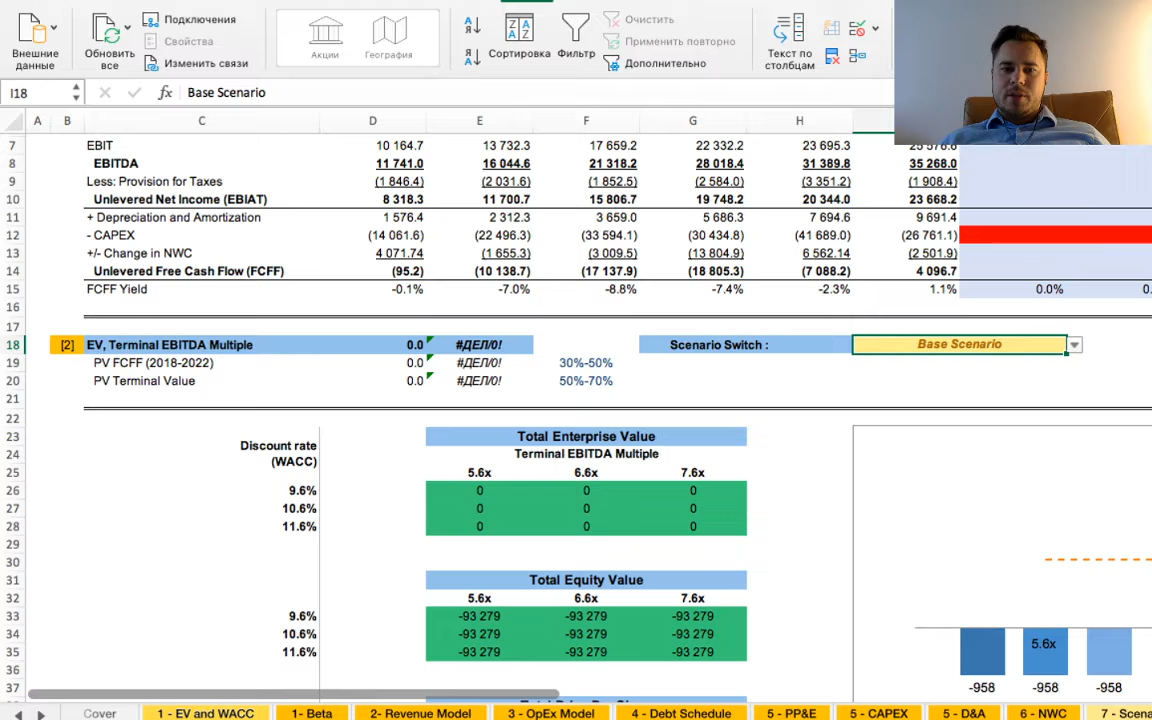 Внешние данные
Обновить все
Подключения
Свойства
Изменить связи
Акции
География
Сортировка
Фильтр
Очистить
Применить повторно
Дополнительно
Текст по столбцам
I18 fx Base Scenario
A B C D E F G H
7 EBIT 10 164.7 13 732.3 17 659.2 22 332.2 23 695.3
8 EBITDA 11 741.0 16 044.6 21 318.2 28 018.4 31 389.8 35 268.0
9 Less: Provision for Taxes (1 846.4) (2 031.6) (1 852.5) (2 584.0) (3 351.2) (1 908.4)
10 Unlevered Net Income (EBIAT) 8 318.3 11 700.7 15 806.7 19 748.2 20 344.0 23 668.2
11 + Depreciation and Amortization 1 576.4 2 312.3 3 659.0 5 686.3 7 694.6 9 691.4
12 - CAPEX (14 061.6) (22 496.3) (33 594.1) (30 434.8) (41 689.0) (26 761.1)
13 +/- Change in NWC 4 071.74 (1 655.3) (3 009.5) (13 804.9) 6 562.14 (2 501.9)
14 Unlevered Free Cash Flow (FCFF) (95.2) (10 138.7) (17 137.9) (18 805.3) (7 088.2) 4 096.7
15 FCFF Yield -0.1% -7.0% -8.8% -7.4% -2.3% 1.1% 0.0%
16
17
18 [2] EV, Terminal EBITDA Multiple 0.0 #ДЕЛ/0! Scenario Switch : Base Scenario
19 PV FCFF (2018-2022) 0.0 #ДЕЛ/0! 30%-50%
20 PV Terminal Value 0.0 #ДЕЛ/0! 50%-70%
21
22
23 Total Enterprise Value
24 Discount rate (WACC) Terminal EBITDA Multiple
25 5.6x 6.6x 7.6x
26 9.6% 0 0 0
27 10.6% 0 0 0
28 11.6% 0 0 0
29
30
31 Total Equity Value
32 5.6x 6.6x 7.6x
33 9.6% -93 279 -93 279 -93 279
34 10.6% -93 279 -93 279 -93 279
35 11.6% -93 279 -93 279 -93 279
36
37
5.6x
-958 -958 -958
Cover 1 - EV and WACC 1- Beta 2- Revenue Model 3 - OpEx Model 4 - Debt Schedule 5 - PP&E 5 - CAPEX 5 - D&A 6 - NWC 7 - Scena